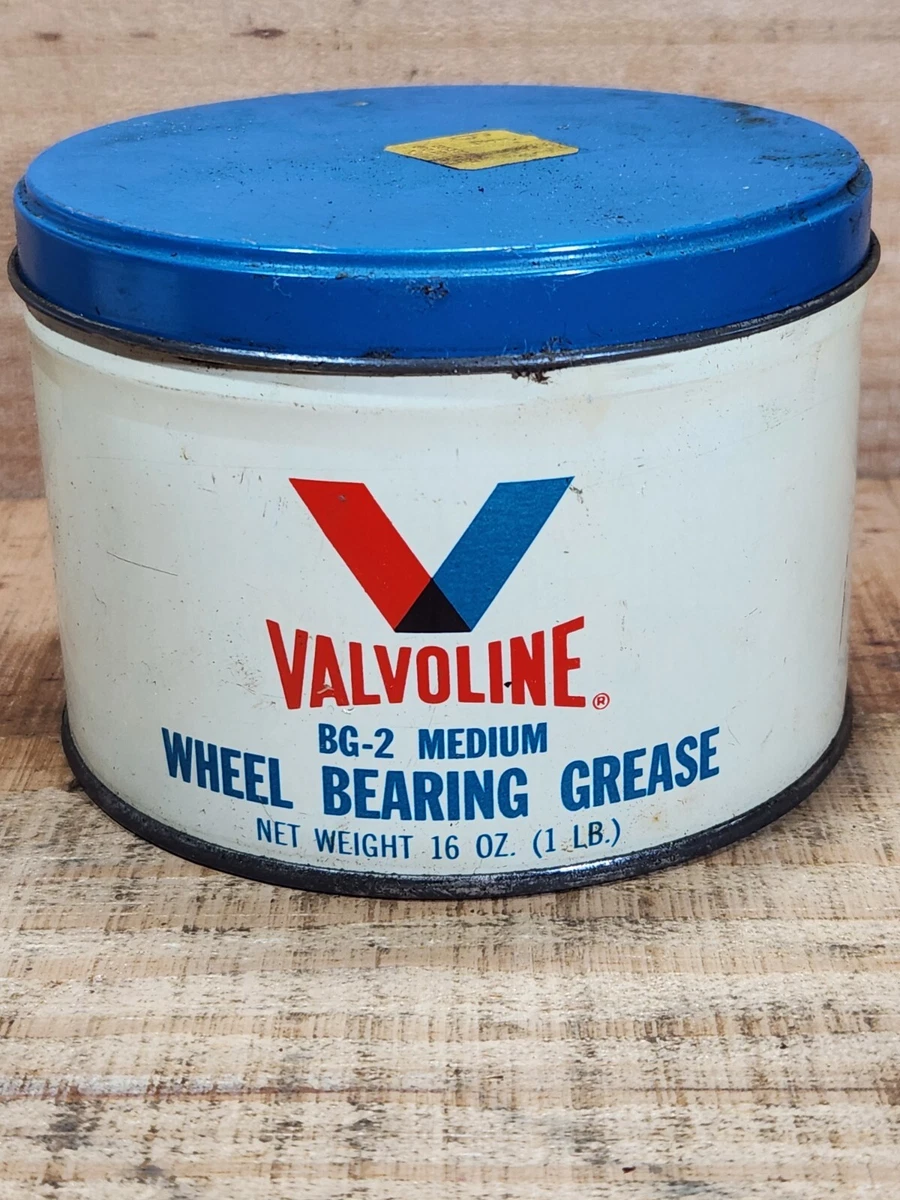 VALVOLINE®
BG-2 MEDIUM
WHEEL BEARING GREASE
NET WEIGHT 16 OZ. (1 LB.)